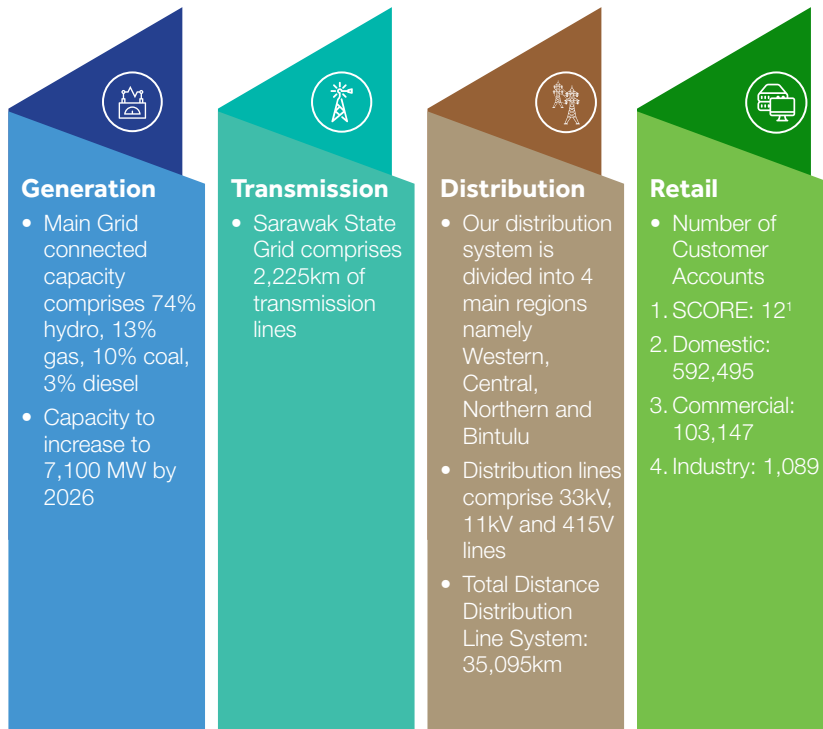 Generation
• Main Grid
connected
capacity
comprises 74%
hydro, 13%
gas, 10% coal,
3% diesel
• Capacity to
increase to
7,100 MW by
2026
Transmission
• Sarawak State
Grid comprises
2,225km of
transmission
lines
Distribution
• Our distribution
system is
divided into 4
main regions
namely
Western,
Central,
Northern and
Bintulu
• Distribution lines
comprise 33kV,
11kV and 415V
lines
• Total Distance
Distribution
Line System:
35,095km
Retail
• Number of
Customer
Accounts
1. SCORE: 12¹
2. Domestic:
592,495
3. Commercial:
103,147
4. Industry: 1,089